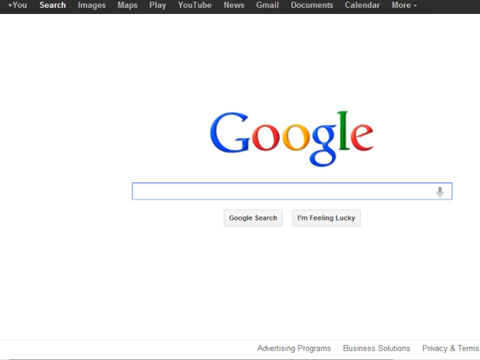 +You Search Images Maps Play YouTube News Gmail Documents Calendar More
Google
Google Search I'm Feeling Lucky
Advertising Programs Business Solutions Privacy & Terms